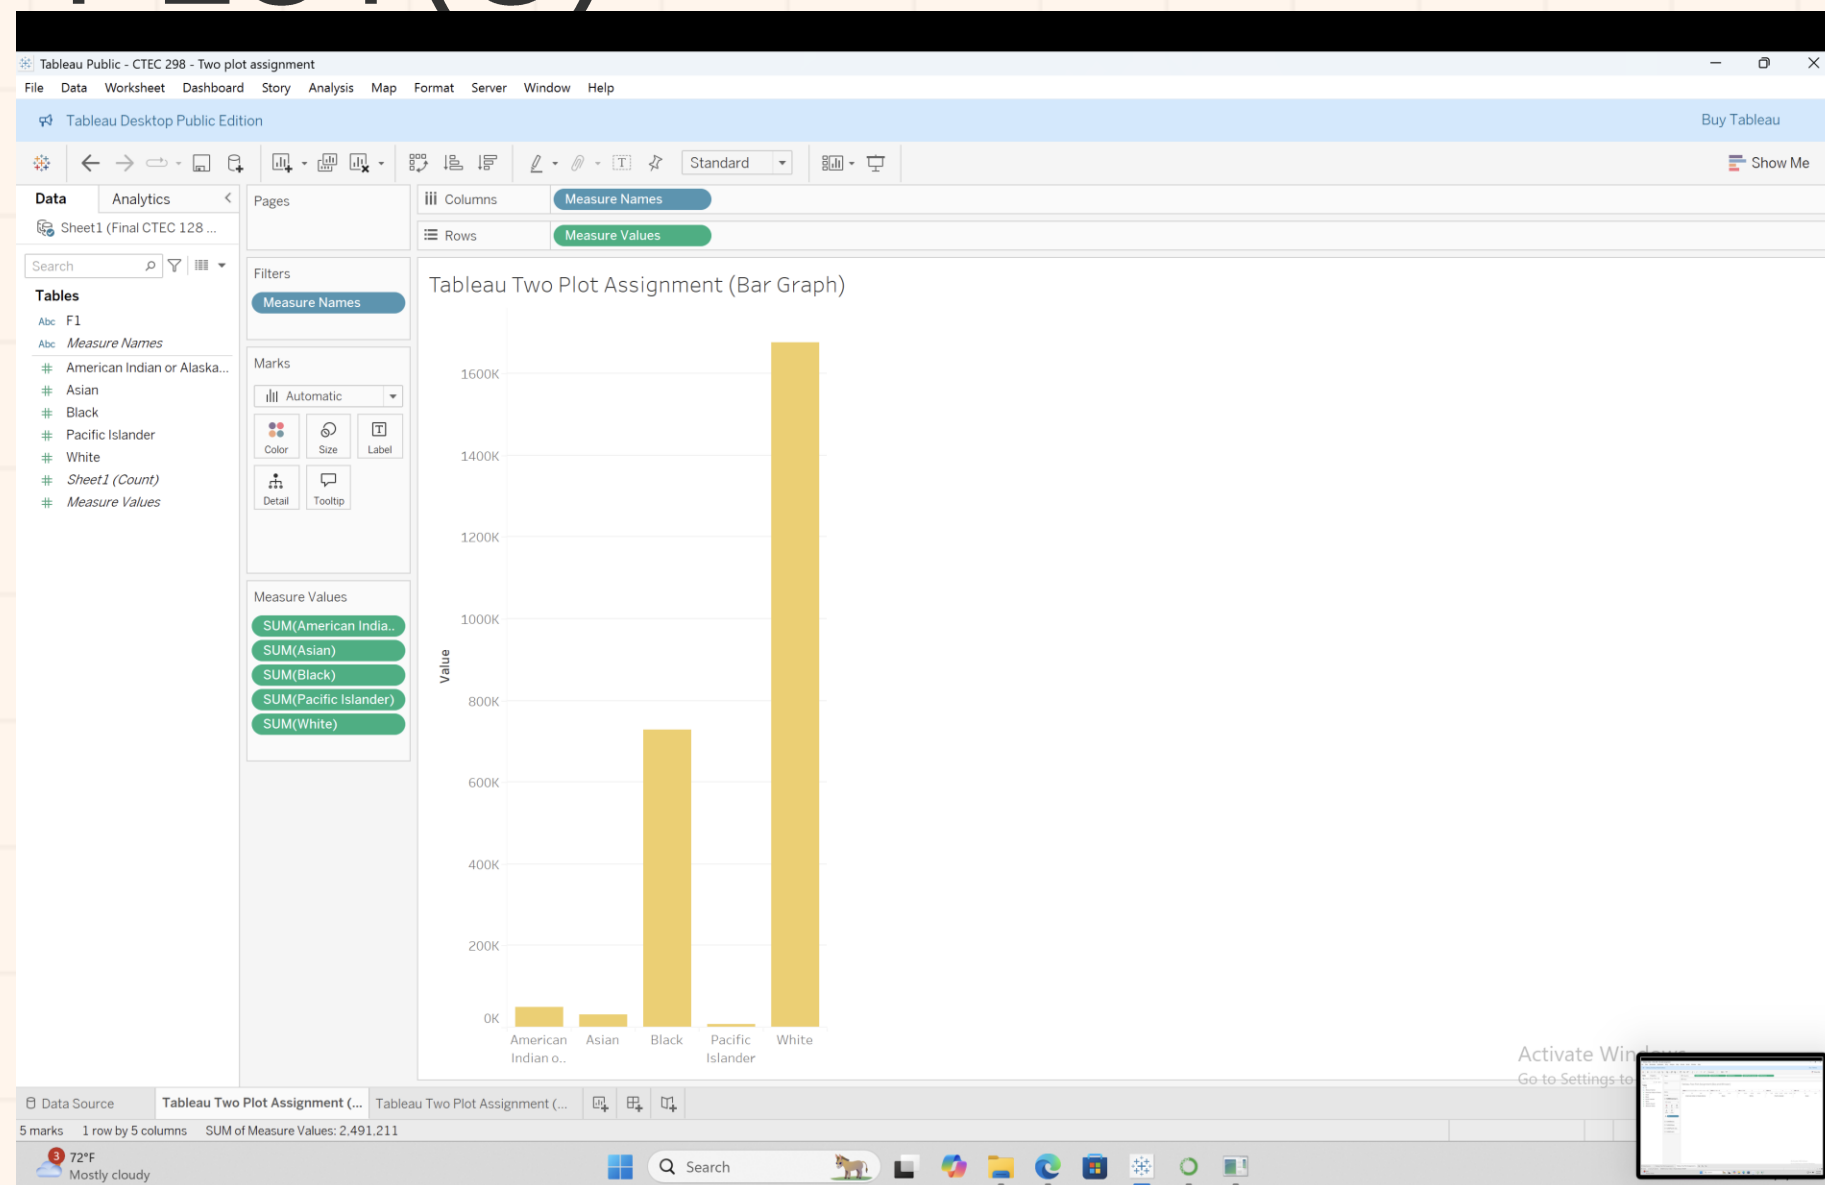 Tableau Public - CTEC 298 - Two plot assignment
File Data Worksheet Dashboard Story Analysis Map Format Server Window Help
Tableau Desktop Public Edition Buy Tableau
Standard Show Me
Data Analytics
Sheet1 (Final CTEC 128 ...
Search
Tables
Abc F1
Abc Measure Names
# American Indian or Alaska...
# Asian
# Black
# Pacific Islander
# White
# Sheet1 (Count)
# Measure Values
Pages
Filters
Measure Names
Marks
Automatic
Color Size Label
Detail Tooltip
Measure Values
SUM(American India..
SUM(Asian)
SUM(Black)
SUM(Pacific Islander)
SUM(White)
Columns Measure Names
Rows Measure Values
Tableau Two Plot Assignment (Bar Graph)
1600K
1400K
1200K
1000K
800K
600K
400K
200K
0K
Value
American Indian o..
Asian
Black
Pacific Islander
White
Activate Windows
Go to Settings to
Data Source Tableau Two Plot Assignment (... Tableau Two Plot Assignment (...
5 marks 1 row by 5 columns SUM of Measure Values: 2,491,211
3 72°F
Mostly cloudy
Search